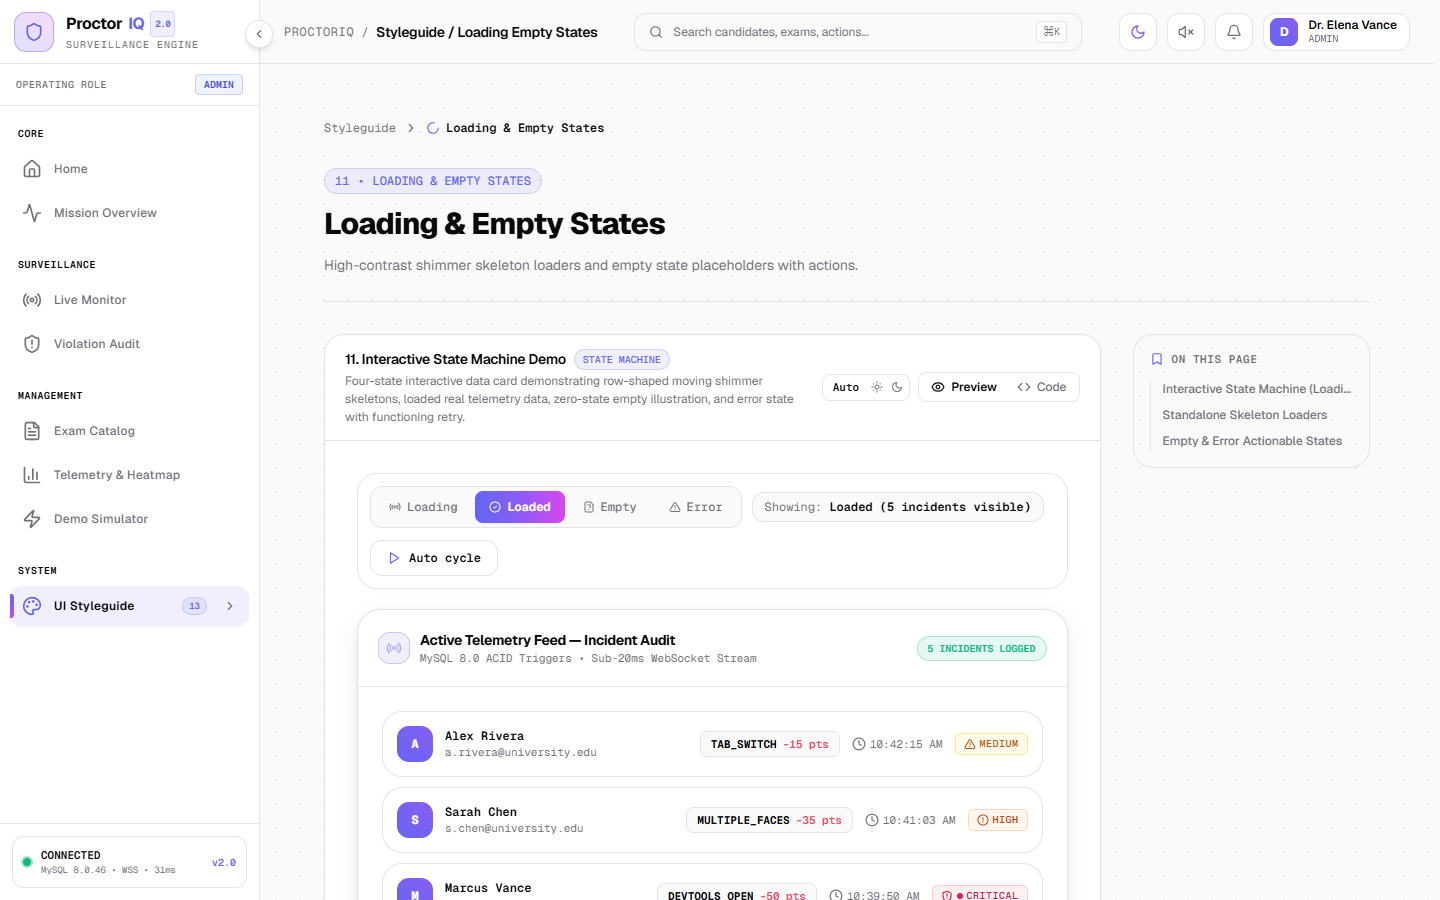 Proctor IQ 2.0
SURVEILLANCE ENGINE
OPERATING ROLE ADMIN
CORE
Home
Mission Overview
SURVEILLANCE
Live Monitor
Violation Audit
MANAGEMENT
Exam Catalog
Telemetry & Heatmap
Demo Simulator
SYSTEM
UI Styleguide 13
CONNECTED
MySQL 8.0.46 • WSS • 31ms
v2.0
PROCTORIQ / Styleguide / Loading Empty States
Search candidates, exams, actions...
⌘K
D
Dr. Elena Vance
ADMIN
Styleguide > Loading & Empty States
11 • LOADING & EMPTY STATES
Loading & Empty States
High-contrast shimmer skeleton loaders and empty state placeholders with actions.
11. Interactive State Machine Demo STATE MACHINE
Four-state interactive data card demonstrating row-shaped moving shimmer
skeletons, loaded real telemetry data, zero-state empty illustration, and error state
with functioning retry.
Auto
Preview
Code
Loading
Loaded
Empty
Error
Showing: Loaded (5 incidents visible)
Auto cycle
Active Telemetry Feed — Incident Audit
MySQL 8.0 ACID Triggers • Sub-20ms WebSocket Stream
5 INCIDENTS LOGGED
A
Alex Rivera
a.rivera@university.edu
TAB_SWITCH -15 pts
10:42:15 AM
MEDIUM
S
Sarah Chen
s.chen@university.edu
MULTIPLE_FACES -35 pts
10:41:03 AM
HIGH
M
Marcus Vance
DEVTOOLS_OPEN -50 pts
10:39:50 AM
CRITICAL
ON THIS PAGE
Interactive State Machine (Loadi...
Standalone Skeleton Loaders
Empty & Error Actionable States